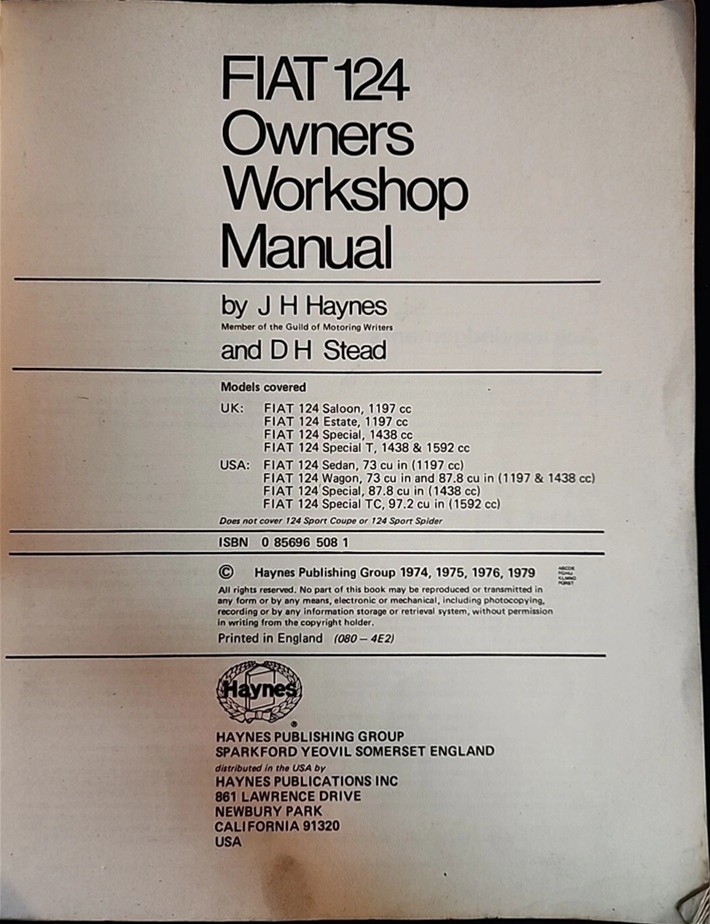 FIAT 124
Owners
Workshop
Manual
by J H Haynes
Member of the Guild of Motoring Writers
and D H Stead
Models covered
UK: FIAT 124 Saloon, 1197 cc
FIAT 124 Estate, 1197 cc
FIAT 124 Special, 1438 cc
FIAT 124 Special T, 1438 & 1592 cc
USA: FIAT 124 Sedan, 73 cu in (1197 cc)
FIAT 124 Wagon, 73 cu in and 87.8 cu in (1197 & 1438 cc)
FIAT 124 Special, 87.8 cu in (1438 cc)
FIAT 124 Special TC, 97.2 cu in (1592 cc)
Does not cover 124 Sport Coupe or 124 Sport Spider
ISBN 0 85696 508 1
© Haynes Publishing Group 1974, 1975, 1976, 1979
All rights reserved. No part of this book may be reproduced or transmitted in
any form or by any means, electronic or mechanical, including photocopying,
recording or by any information storage or retrieval system, without permission
in writing from the copyright holder.
Printed in England (080 – 4E2)
Haynes
®
HAYNES PUBLISHING GROUP
SPARKFORD YEOVIL SOMERSET ENGLAND
distributed in the USA by
HAYNES PUBLICATIONS INC
861 LAWRENCE DRIVE
NEWBURY PARK
CALIFORNIA 91320
USA